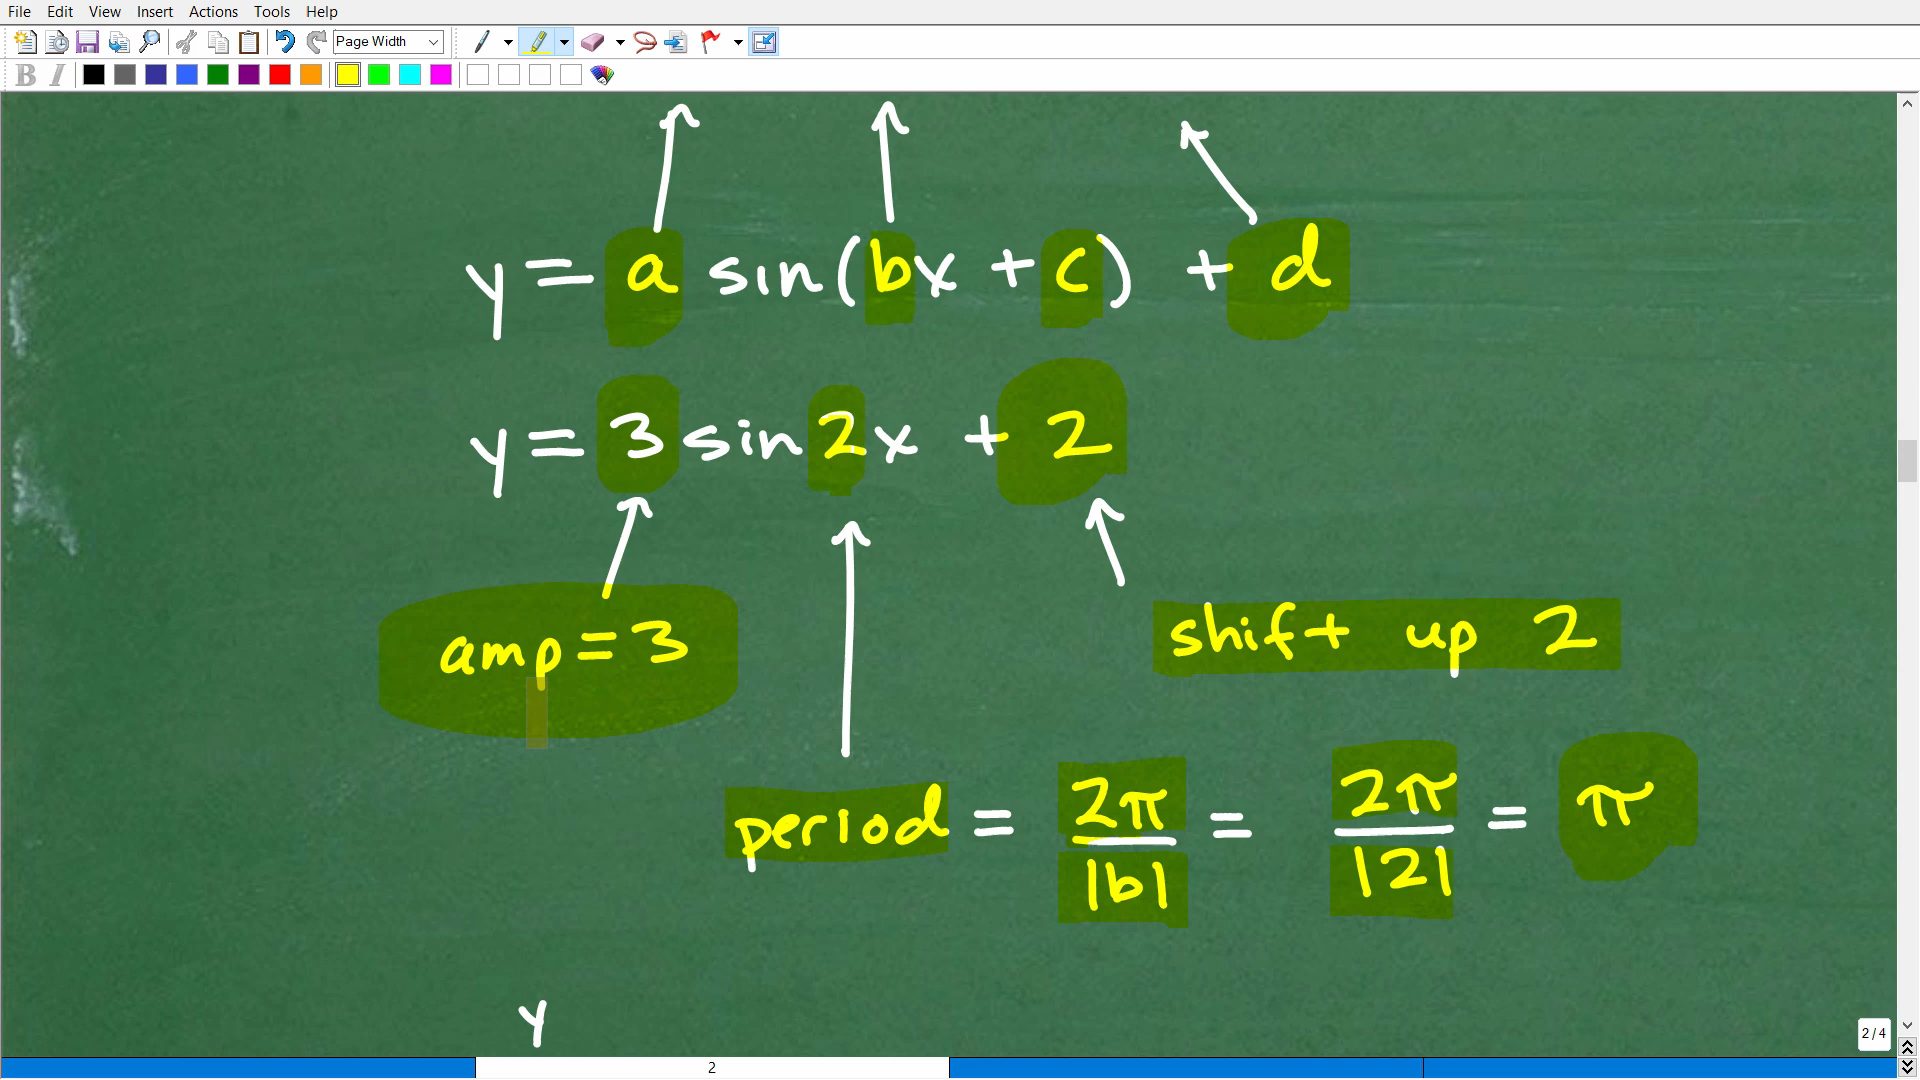 File Edit View Insert Actions Tools Help
Page Width
B I
y = a sin(bx + c) + d
y = 3 sin 2x + 2
amp = 3
shift up 2
period = 2π/|b| = 2π/|2| = π
y
2 / 4
2